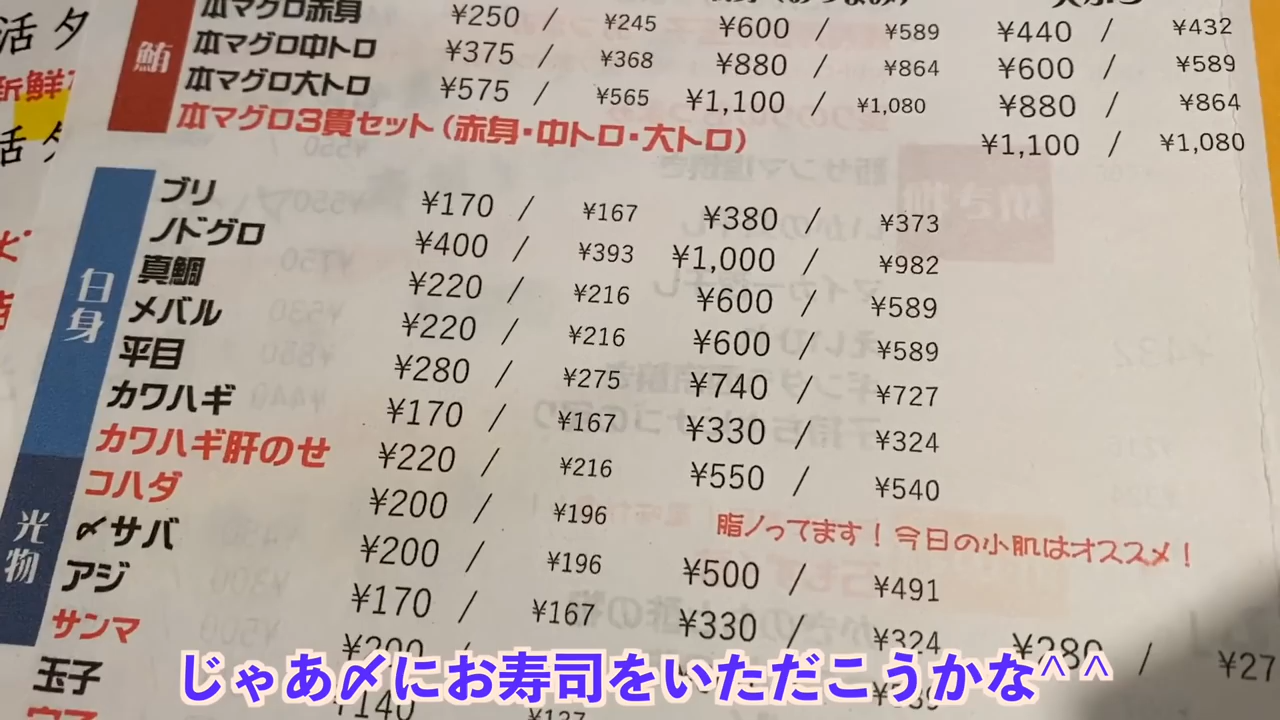 活
新鮮
活
鮪
本マグロ赤身 ¥250 / ¥245 ¥600 / ¥589 ¥440 / ¥432
本マグロ中トロ ¥375 / ¥368 ¥880 / ¥864 ¥600 / ¥589
本マグロ大トロ ¥575 / ¥565 ¥1,100 / ¥1,080 ¥880 / ¥864
本マグロ3貫セット(赤身・中トロ・大トロ) ¥1,100 / ¥1,080
白身
ブリ ¥170 / ¥167 ¥380 / ¥373
ノドグロ ¥400 / ¥393 ¥1,000 / ¥982
真鯛 ¥220 / ¥216 ¥600 / ¥589
メバル ¥220 / ¥216 ¥600 / ¥589
平目 ¥280 / ¥275 ¥740 / ¥727
カワハギ ¥170 / ¥167 ¥330 / ¥324
カワハギ肝のせ ¥220 / ¥216 ¥550 / ¥540
光物
コハダ ¥200 / ¥196 脂ノってます!今日の小肌はオススメ!
〆サバ ¥200 / ¥196 ¥500 / ¥491
アジ ¥170 / ¥167 ¥330 / ¥324 ¥280 / ¥27
サンマ ¥200
玉子 ¥140
じゃあ〆にお寿司をいただこうかな^ ^